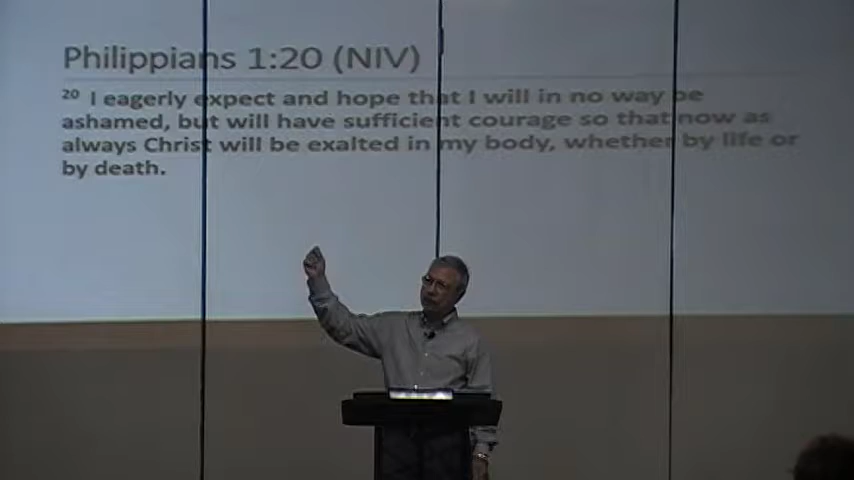 Philippians 1:20 (NIV)
20 I eagerly expect and hope that I will in no way be
ashamed, but will have sufficient courage so that now as
always Christ will be exalted in my body, whether by life or
by death.